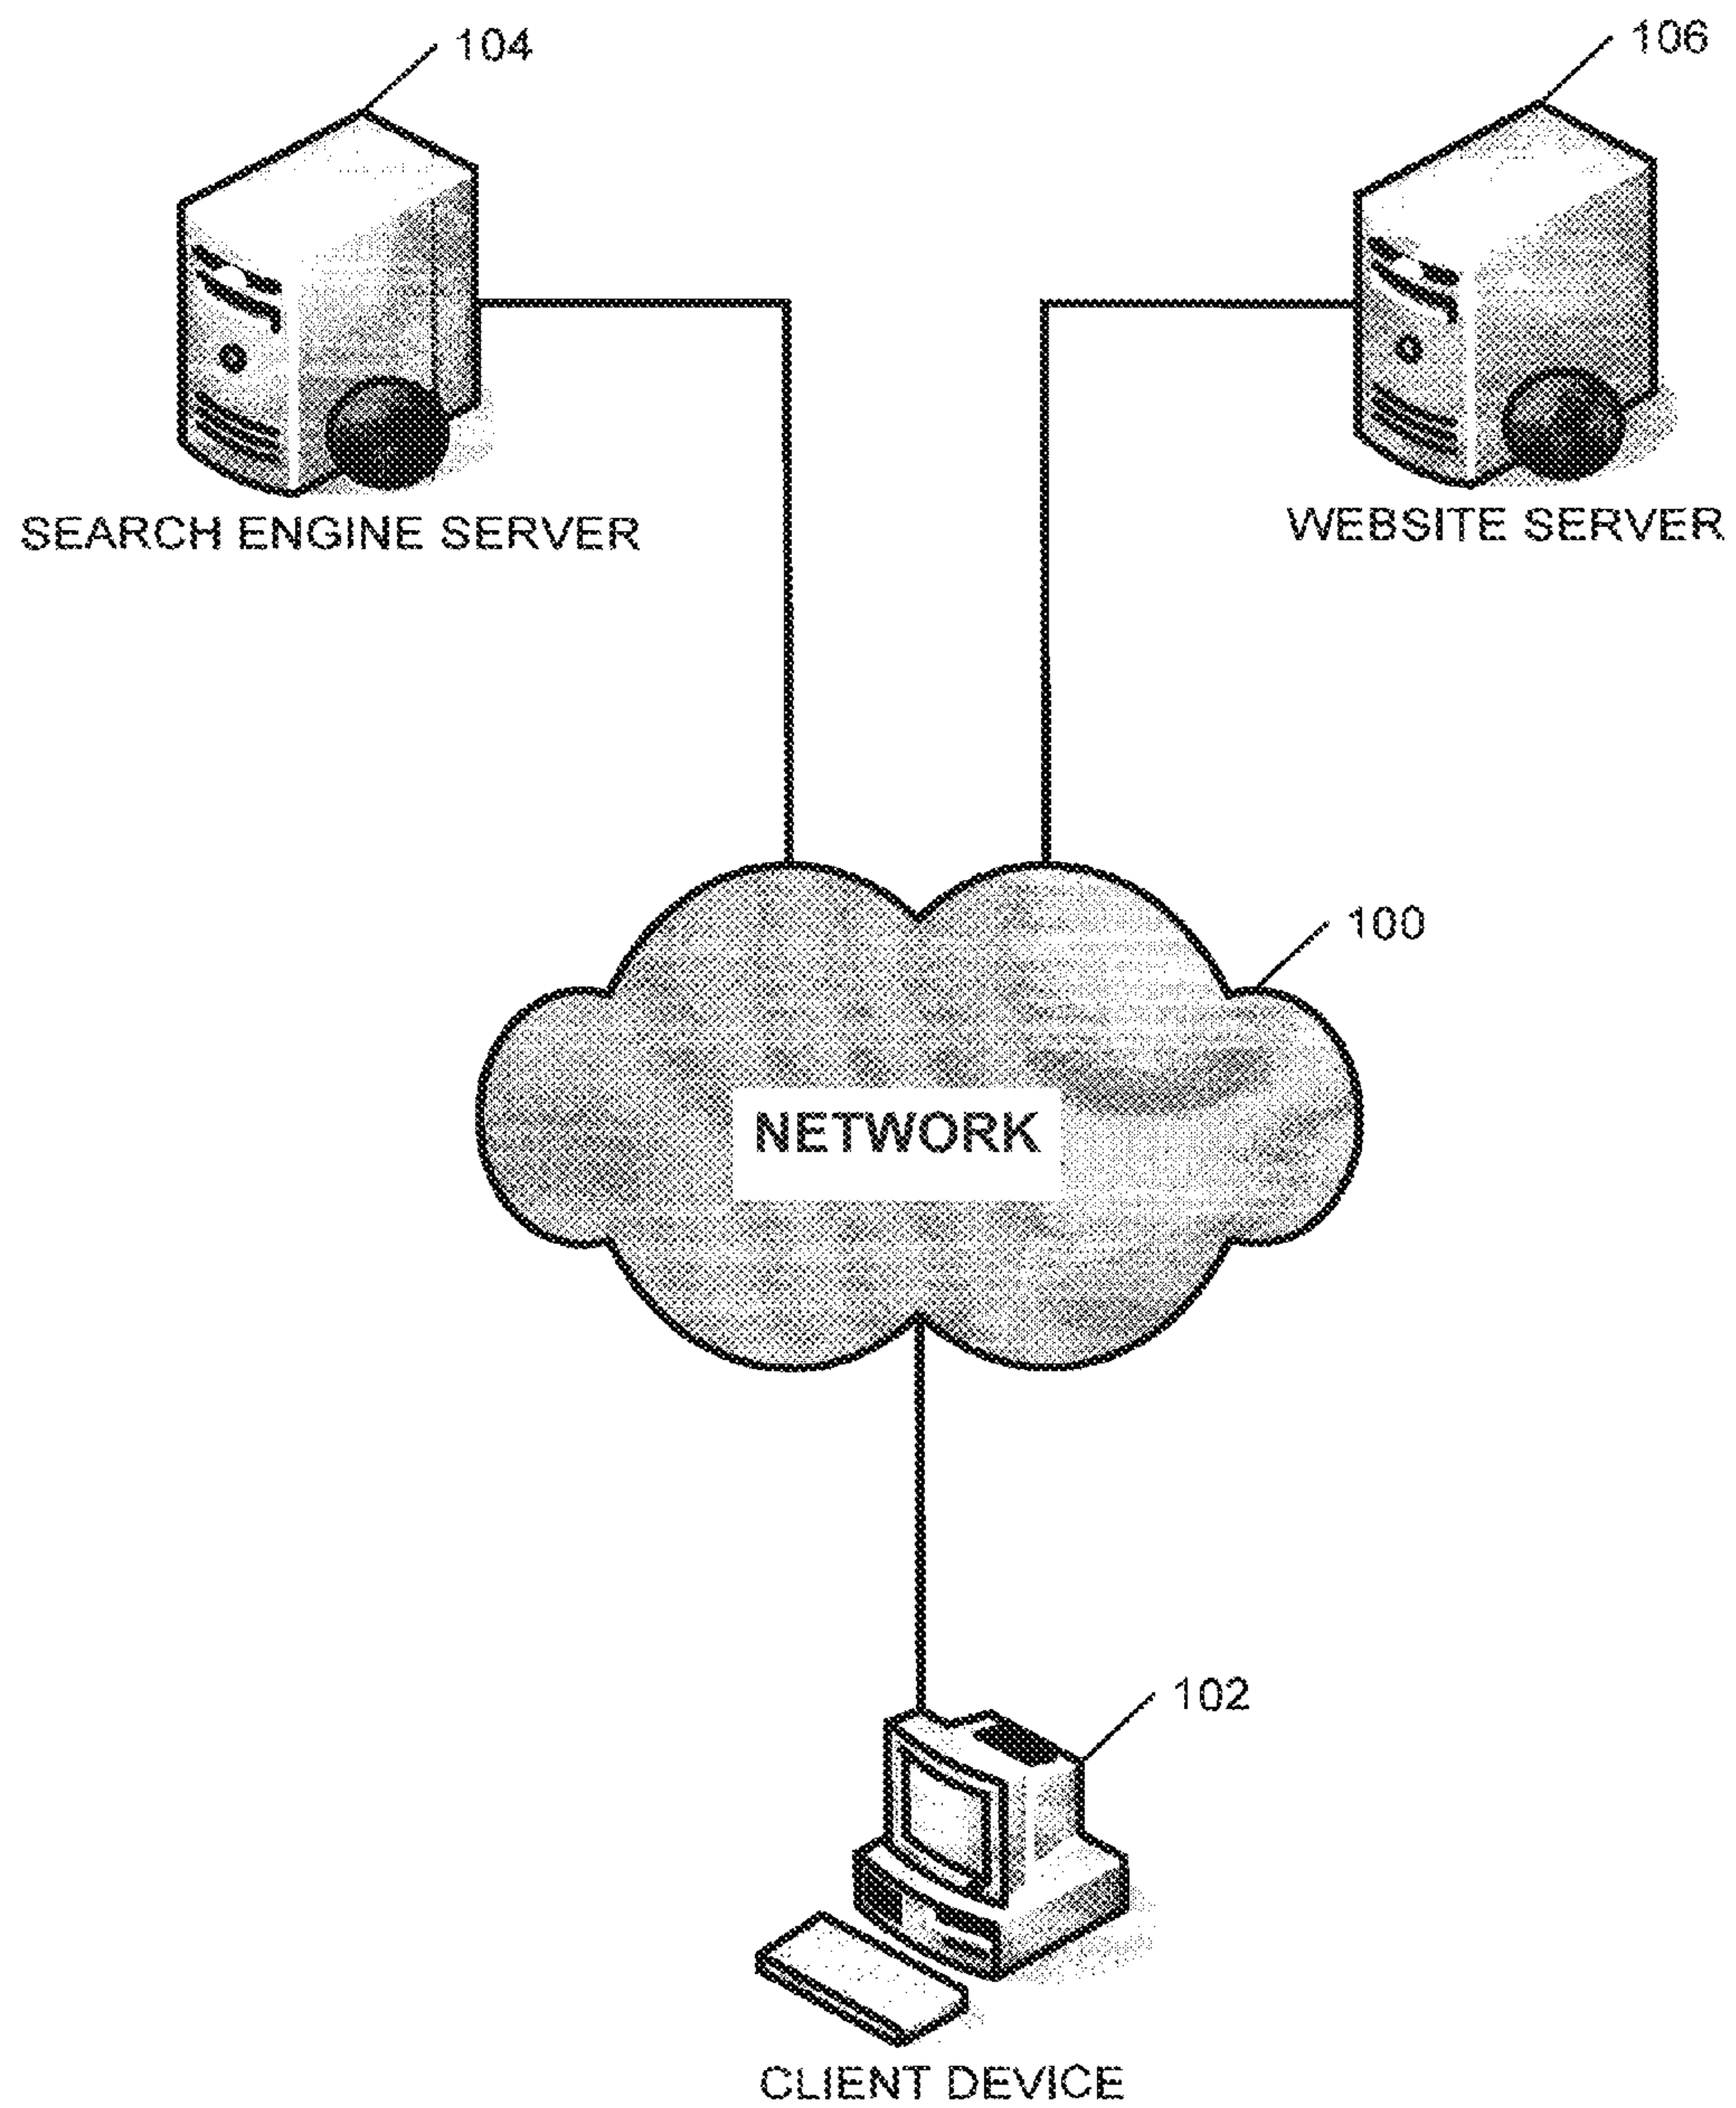 104
106
SEARCH ENGINE SERVER
WEBSITE SERVER
100
NETWORK
102
CLIENT DEVICE